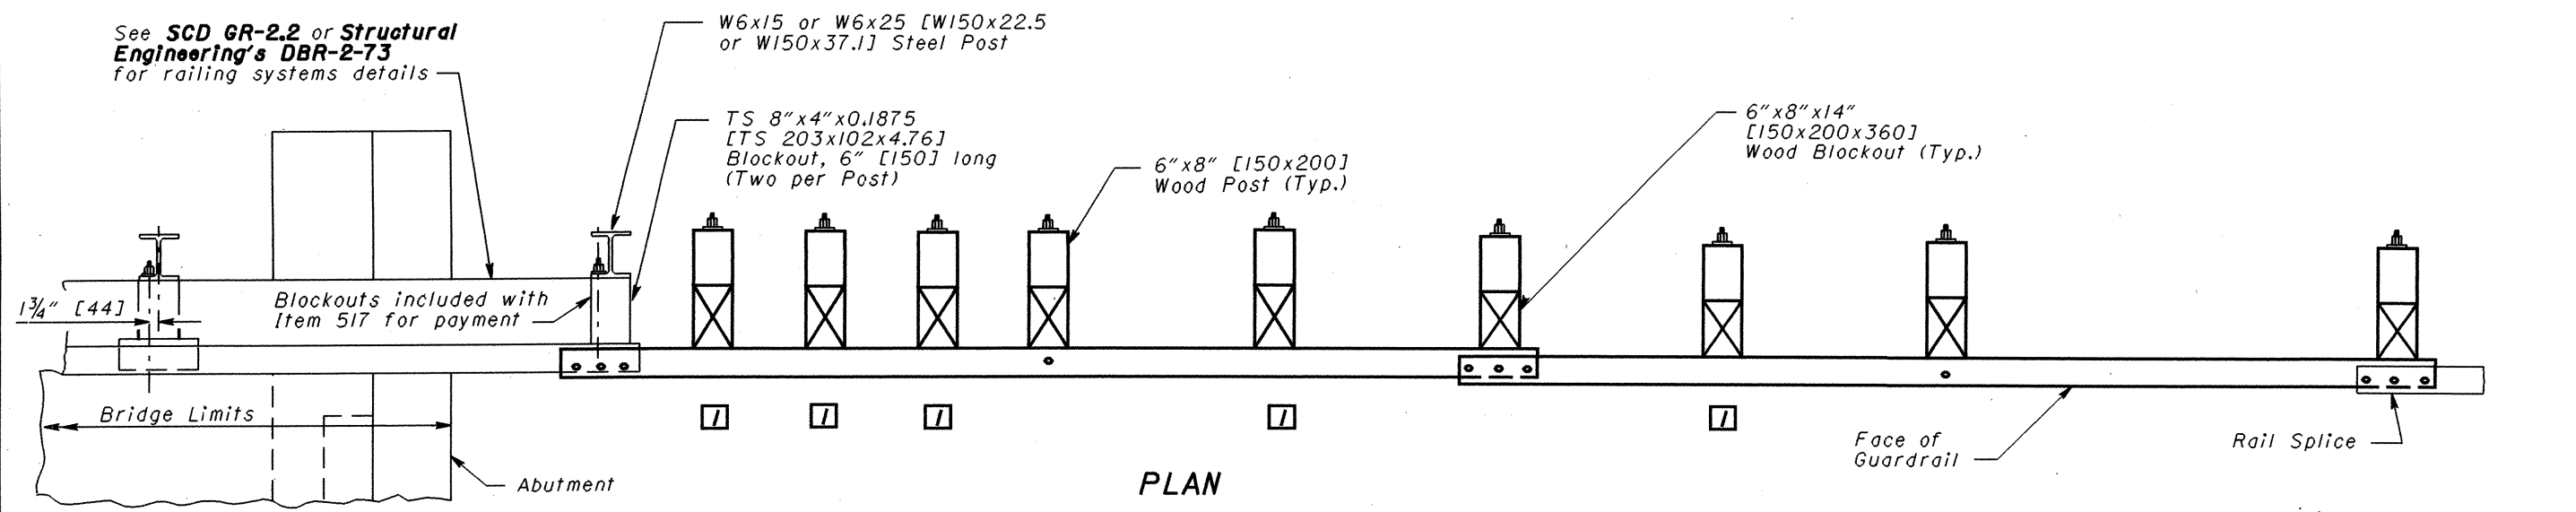 See SCD GR-2.2 or Structural
Engineering's DBR-2-73
for railing systems details
W6x15 or W6x25 [W150x22.5
or W150x37.1] Steel Post
TS 8"x4"x0.1875
[TS 203x102x4.76]
Blockout, 6" [150] long
(Two per Post)
6"x8" [150x200]
Wood Post (Typ.)
6"x8"x14"
[150x200x360]
Wood Blockout (Typ.)
1¾" [44]
Blockouts included with
Item 517 for payment
Bridge Limits
Abutment
1
1
1
1
1
Face of
Guardrail
Rail Splice
PLAN